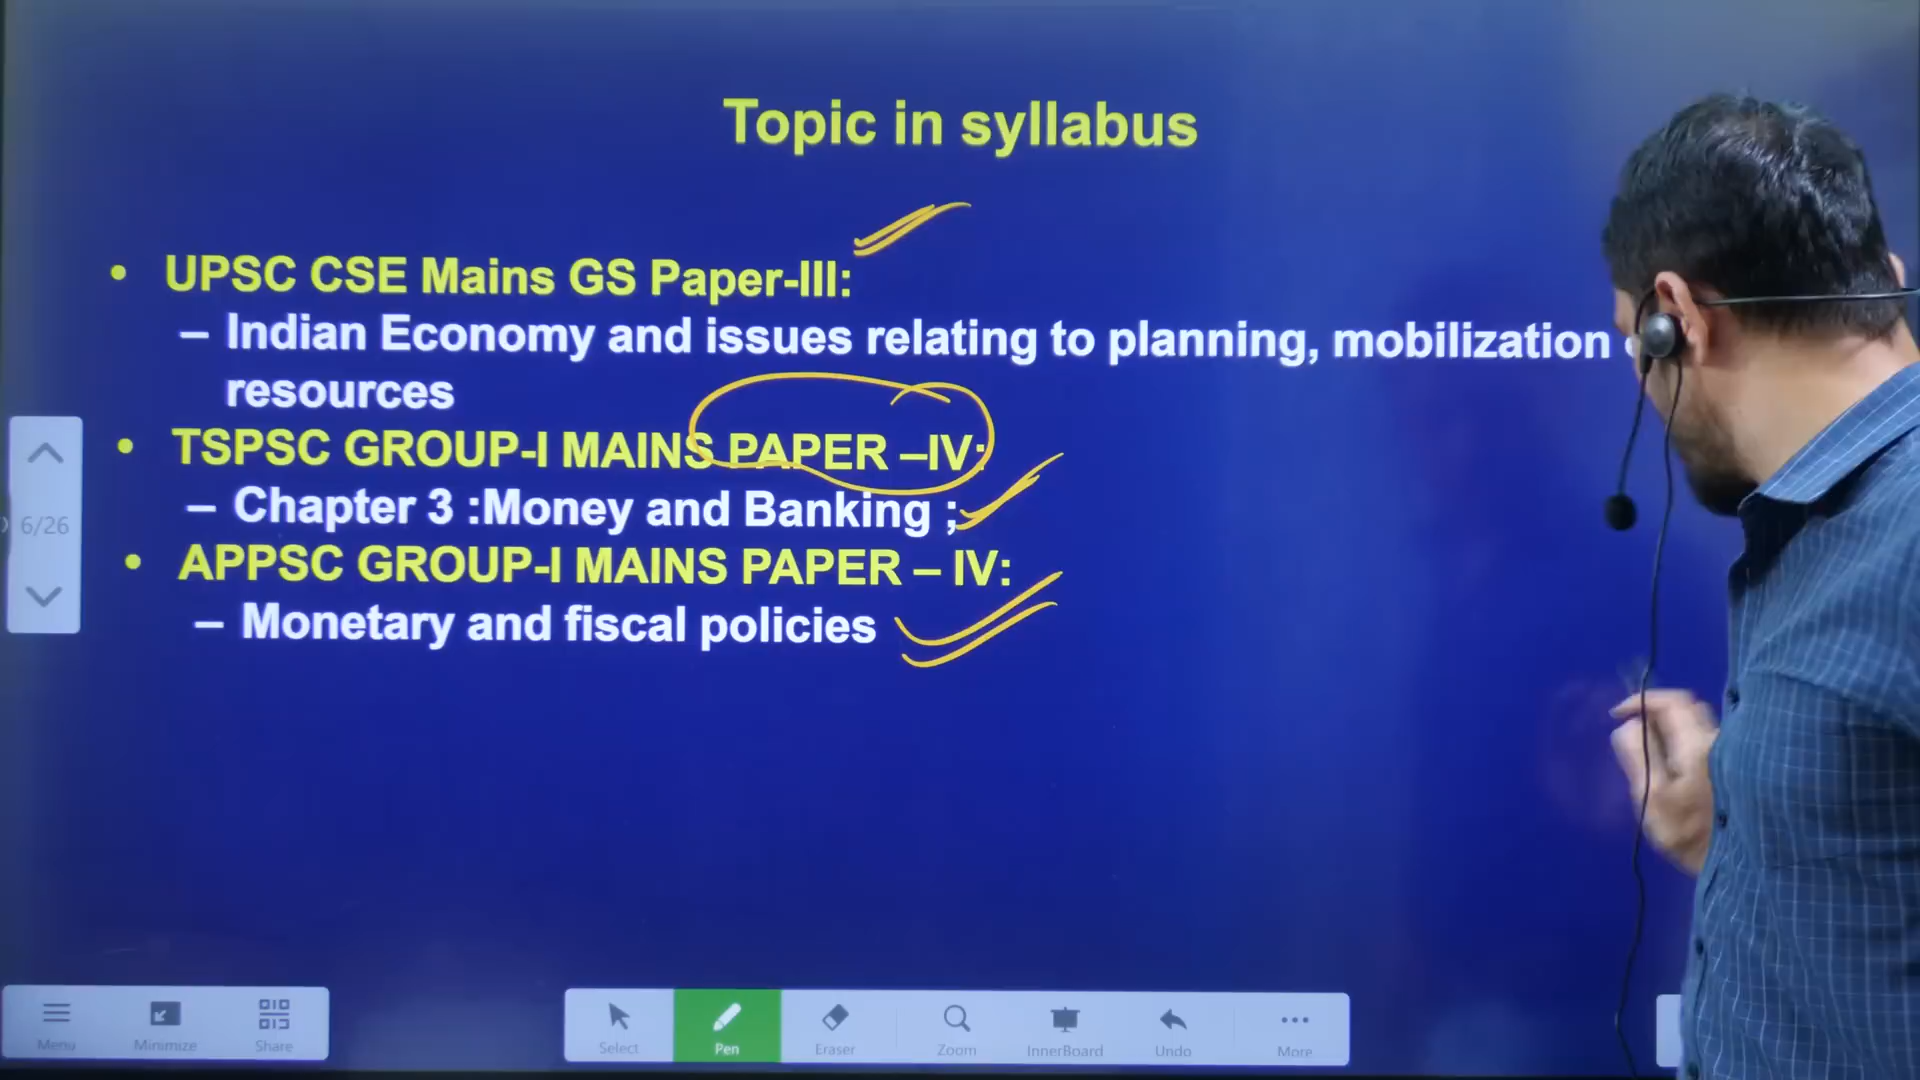 Topic in syllabus
• UPSC CSE Mains GS Paper-III:
– Indian Economy and issues relating to planning, mobilization
resources
• TSPSC GROUP-I MAINS PAPER –IV:
– Chapter 3 :Money and Banking ;
• APPSC GROUP-I MAINS PAPER – IV:
– Monetary and fiscal policies
6/26
Menu Minimize Share Select Pen Eraser Zoom InnerBoard Undo More